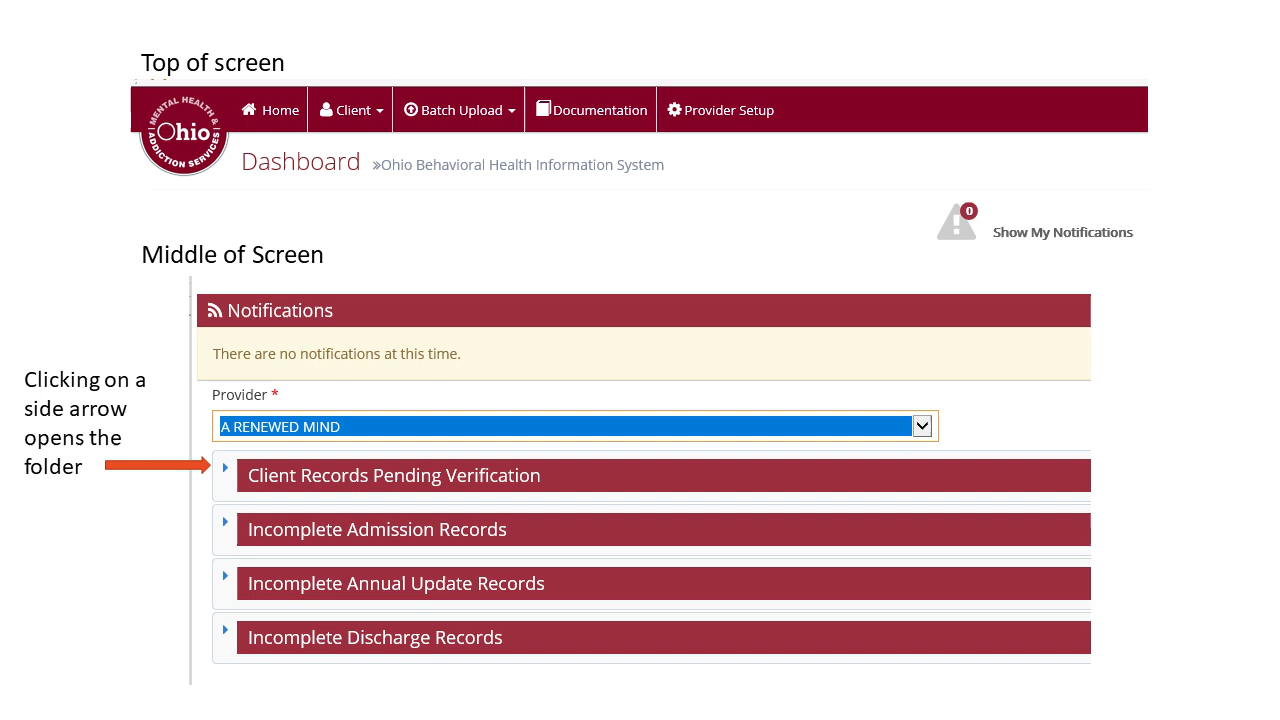 Top of screen
MENTAL HEALTH & ADDICTION SERVICES
Ohio
Home
Client
Batch Upload
Documentation
Provider Setup
Dashboard »Ohio Behavioral Health Information System
0
Show My Notifications
Middle of Screen
Notifications
There are no notifications at this time.
Clicking on a
side arrow
opens the
folder
Provider *
A RENEWED MIND
Client Records Pending Verification
Incomplete Admission Records
Incomplete Annual Update Records
Incomplete Discharge Records